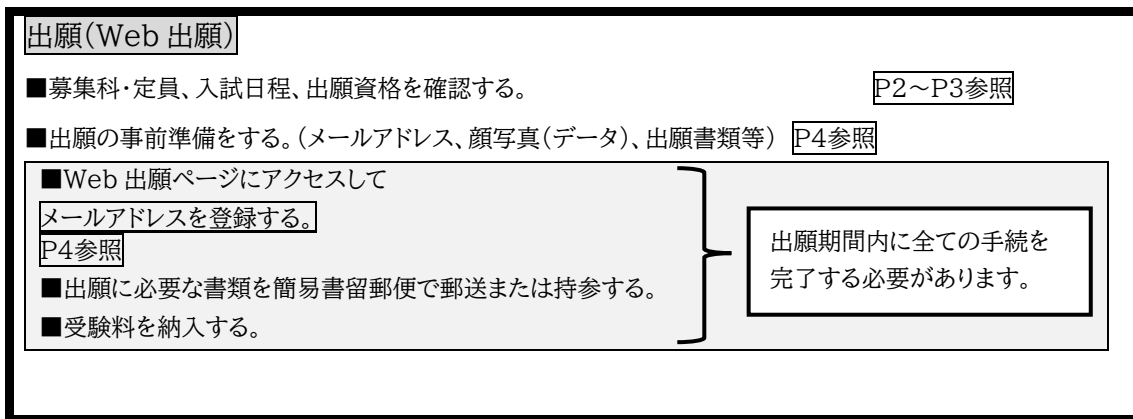 出願(Web 出願)
■募集科・定員、入試日程、出願資格を確認する。 P2～P3参照
■出願の事前準備をする。(メールアドレス、顔写真(データ)、出願書類等) P4参照
■Web 出願ページにアクセスして
メールアドレスを登録する。
P4参照
■出願に必要な書類を簡易書留郵便で郵送または持参する。
■受験料を納入する。
出願期間内に全ての手続を
完了する必要があります。